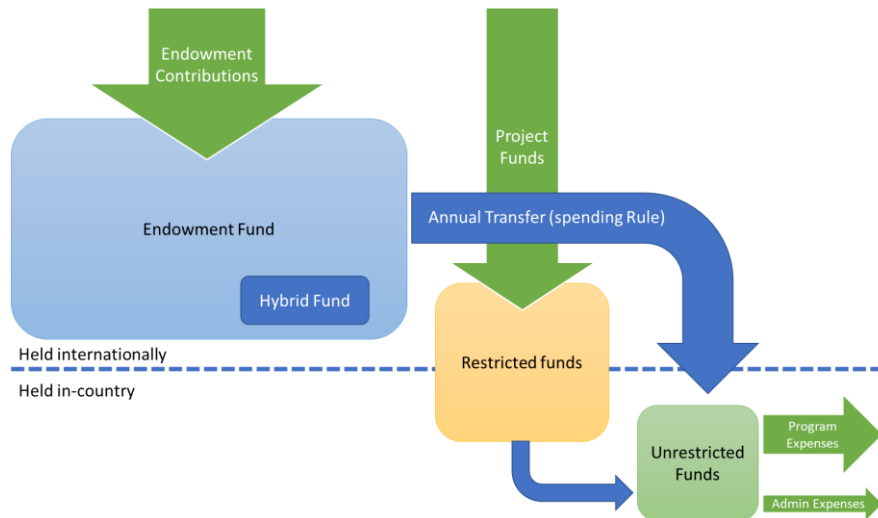 Endowment
Contributions
Project
Funds
Annual Transfer (spending Rule)
Endowment Fund
Hybrid Fund
Held internationally
Restricted funds
Held in-country
Program
Expenses
Unrestricted
Funds
Admin Expenses